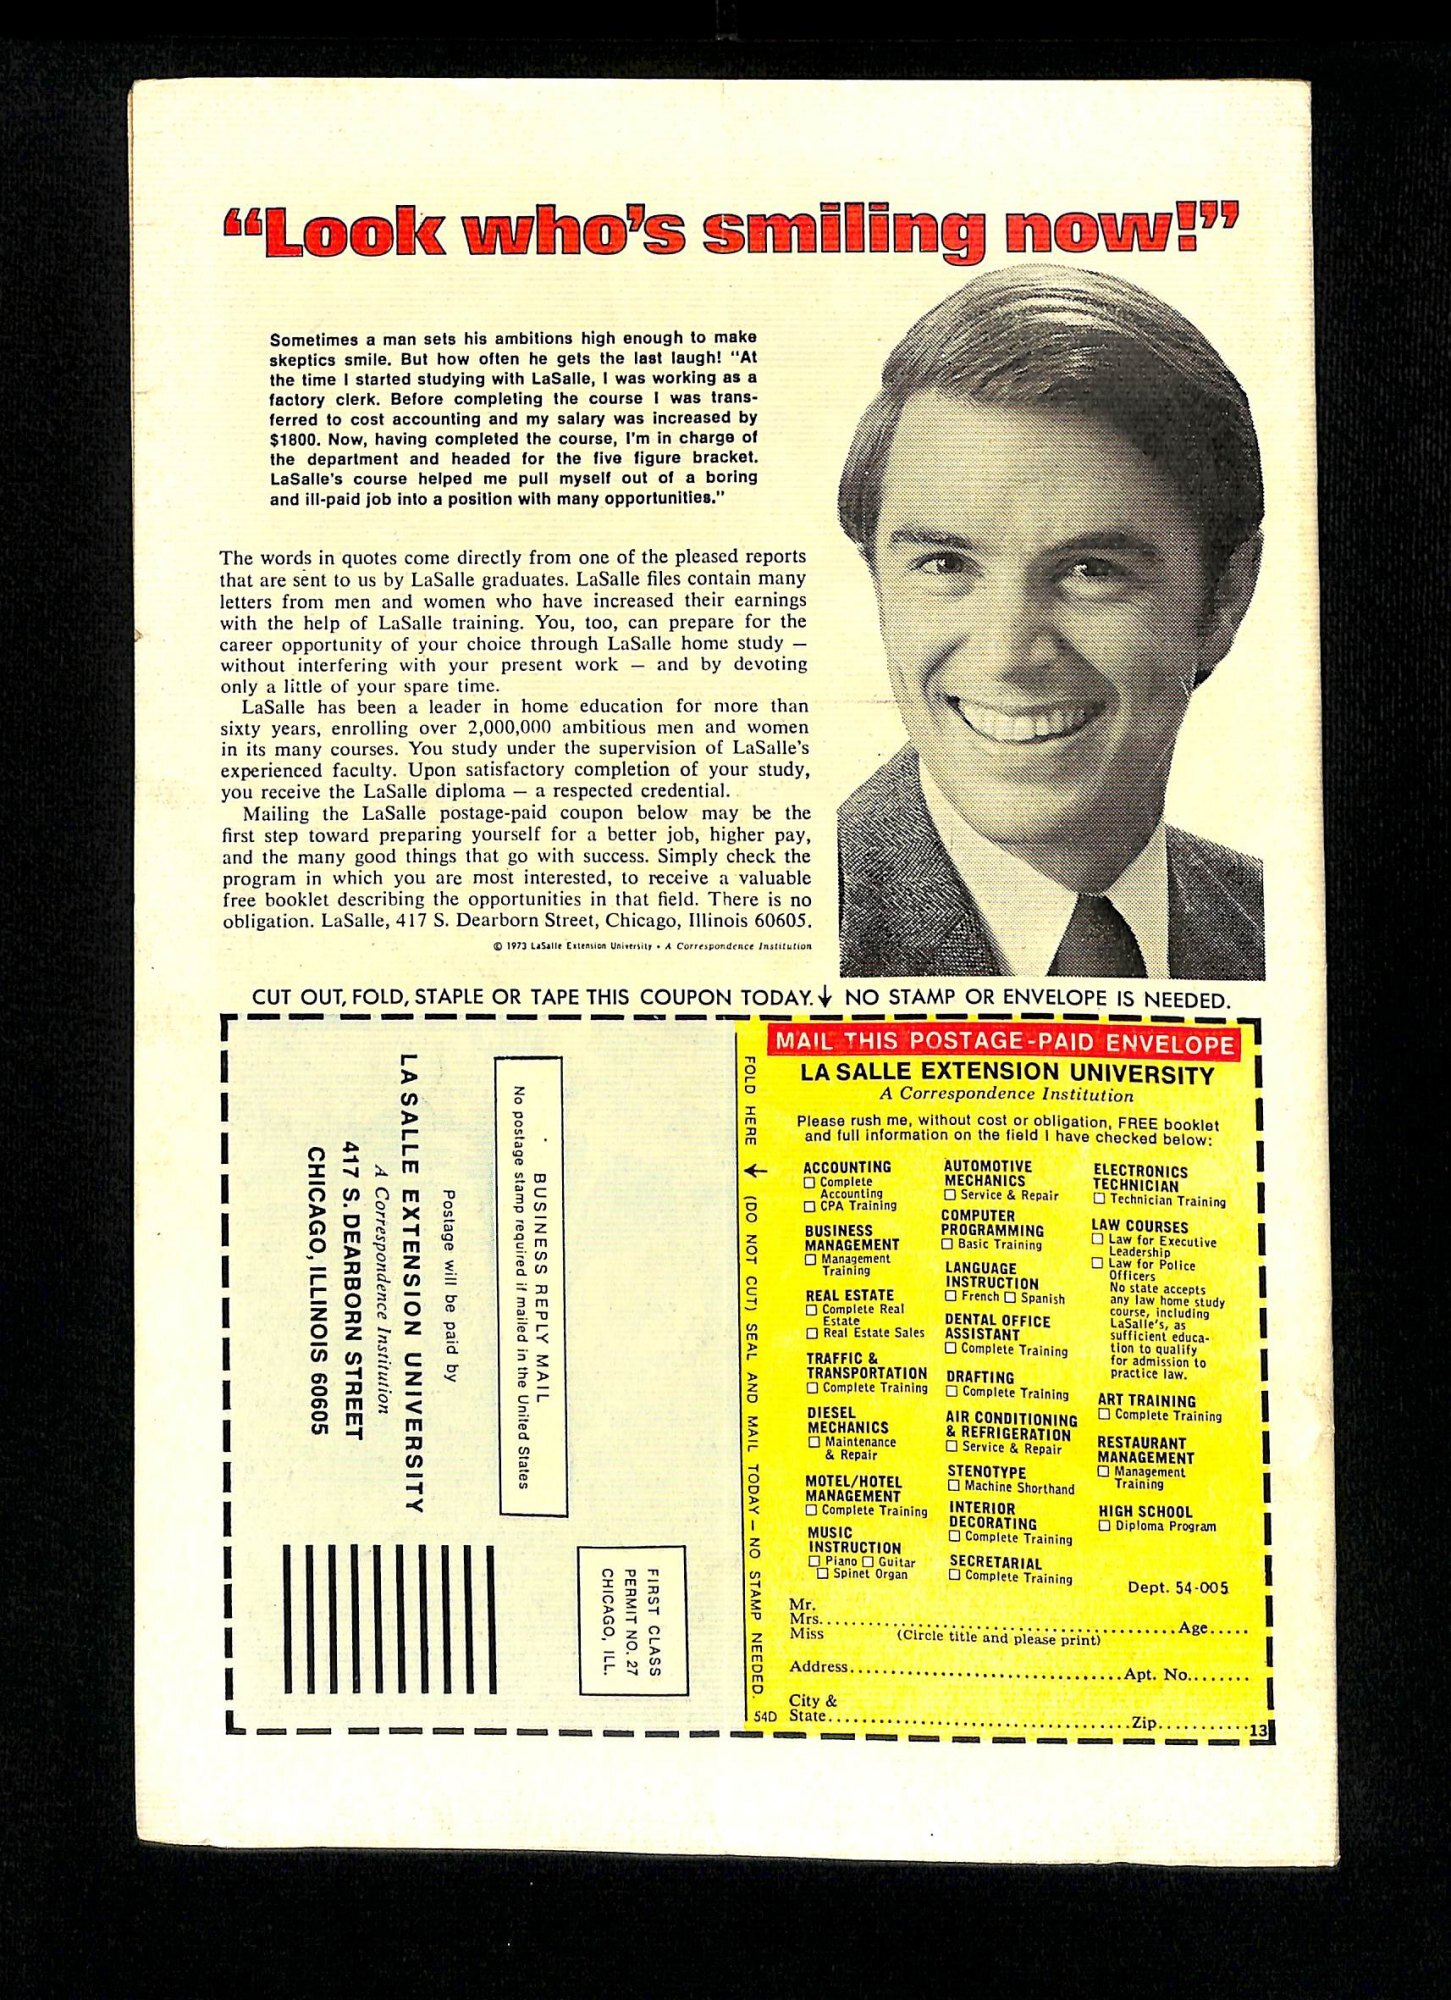 “Look who’s smiling now!”
Sometimes a man sets his ambitions high enough to make
skeptics smile. But how often he gets the last laugh! “At
the time I started studying with LaSalle, I was working as a
factory clerk. Before completing the course I was trans-
ferred to cost accounting and my salary was increased by
$1800. Now, having completed the course, I’m in charge of
the department and headed for the five figure bracket.
LaSalle’s course helped me pull myself out of a boring
and ill-paid job into a position with many opportunities.”
The words in quotes come directly from one of the pleased reports
that are sent to us by LaSalle graduates. LaSalle files contain many
letters from men and women who have increased their earnings
with the help of LaSalle training. You, too, can prepare for the
career opportunity of your choice through LaSalle home study —
without interfering with your present work — and by devoting
only a little of your spare time.
LaSalle has been a leader in home education for more than
sixty years, enrolling over 2,000,000 ambitious men and women
in its many courses. You study under the supervision of LaSalle’s
experienced faculty. Upon satisfactory completion of your study,
you receive the LaSalle diploma — a respected credential.
Mailing the LaSalle postage-paid coupon below may be the
first step toward preparing yourself for a better job, higher pay,
and the many good things that go with success. Simply check the
program in which you are most interested, to receive a valuable
free booklet describing the opportunities in that field. There is no
obligation. LaSalle, 417 S. Dearborn Street, Chicago, Illinois 60605.
© 1973 LaSalle Extension University • A Correspondence Institution
CUT OUT, FOLD, STAPLE OR TAPE THIS COUPON TODAY.↓ NO STAMP OR ENVELOPE IS NEEDED.
BUSINESS REPLY MAIL
No postage stamp required if mailed in the United States
Postage will be paid by
LA SALLE EXTENSION UNIVERSITY
A Correspondence Institution
417 S. DEARBORN STREET
CHICAGO, ILLINOIS 60605
FIRST CLASS
PERMIT NO. 27
CHICAGO, ILL.
FOLD HERE ↓ (DO NOT CUT) SEAL AND MAIL TODAY — NO STAMP NEEDED.
54D
MAIL THIS POSTAGE-PAID ENVELOPE
LA SALLE EXTENSION UNIVERSITY
A Correspondence Institution
Please rush me, without cost or obligation, FREE booklet
and full information on the field I have checked below:
ACCOUNTING
☐ Complete
Accounting
☐ CPA Training
BUSINESS
MANAGEMENT
☐ Management
Training
REAL ESTATE
☐ Complete Real
Estate
☐ Real Estate Sales
TRAFFIC &
TRANSPORTATION
☐ Complete Training
DIESEL
MECHANICS
☐ Maintenance
& Repair
MOTEL/HOTEL
MANAGEMENT
☐ Complete Training
MUSIC
INSTRUCTION
☐ Piano ☐ Guitar
☐ Spinet Organ
AUTOMOTIVE
MECHANICS
☐ Service & Repair
COMPUTER
PROGRAMMING
☐ Basic Training
LANGUAGE
INSTRUCTION
☐ French ☐ Spanish
DENTAL OFFICE
ASSISTANT
☐ Complete Training
DRAFTING
☐ Complete Training
AIR CONDITIONING
& REFRIGERATION
☐ Service & Repair
STENOTYPE
☐ Machine Shorthand
INTERIOR
DECORATING
☐ Complete Training
SECRETARIAL
☐ Complete Training
ELECTRONICS
TECHNICIAN
☐ Technician Training
LAW COURSES
☐ Law for Executive
Leadership
☐ Law for Police
Officers
No state accepts
any law home study
course, including
LaSalle’s, as
sufficient educa-
tion to qualify
for admission to
practice law.
ART TRAINING
☐ Complete Training
RESTAURANT
MANAGEMENT
☐ Management
Training
HIGH SCHOOL
☐ Diploma Program
Dept. 54-005
Mr.
Mrs.......................................................Age.....
Miss (Circle title and please print)
Address.......................................Apt. No........
City &
State............................................Zip...........13